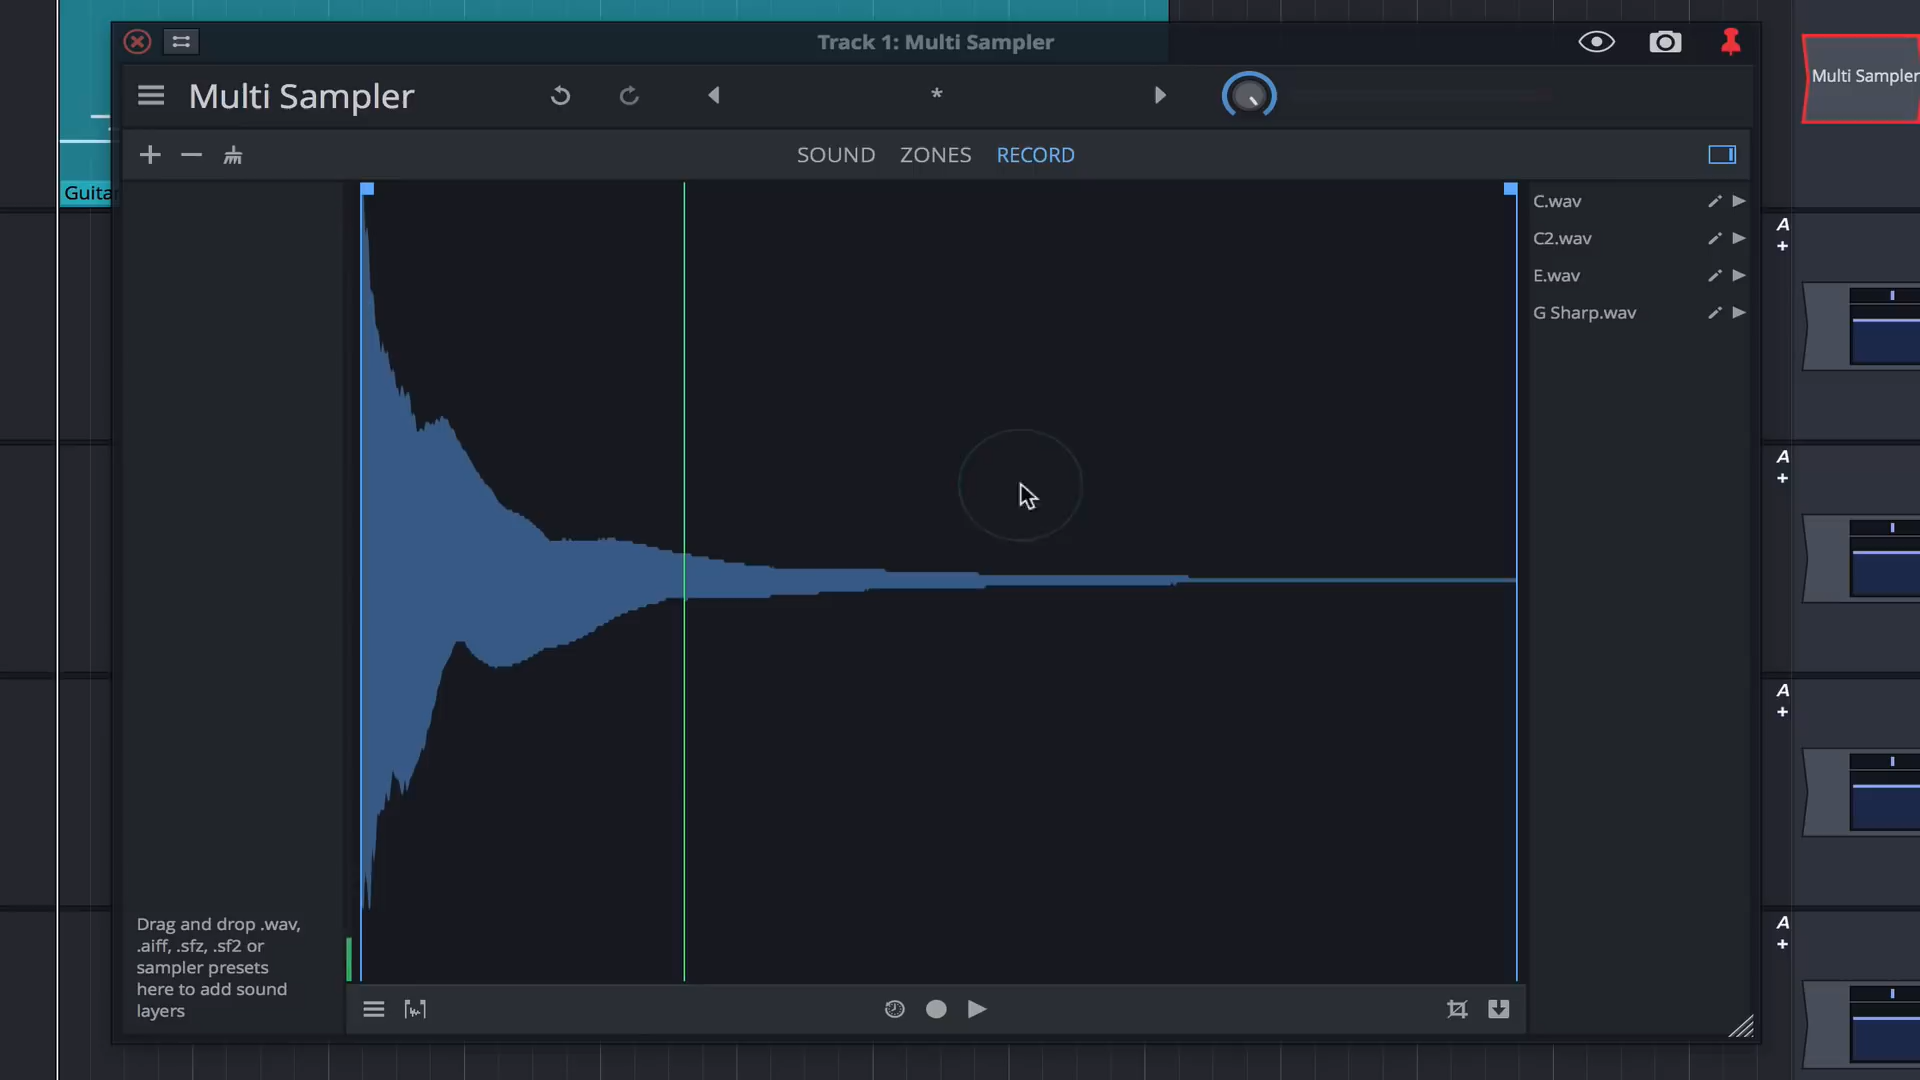 Track 1: Multi Sampler
Multi Sampler
*
Multi Sampler
SOUND ZONES RECORD
Guitar
C.wav
C2.wav
E.wav
G Sharp.wav
A
+
A
+
A
+
A
+
Drag and drop .wav,
.aiff, .sfz, .sf2 or
sampler presets
here to add sound
layers